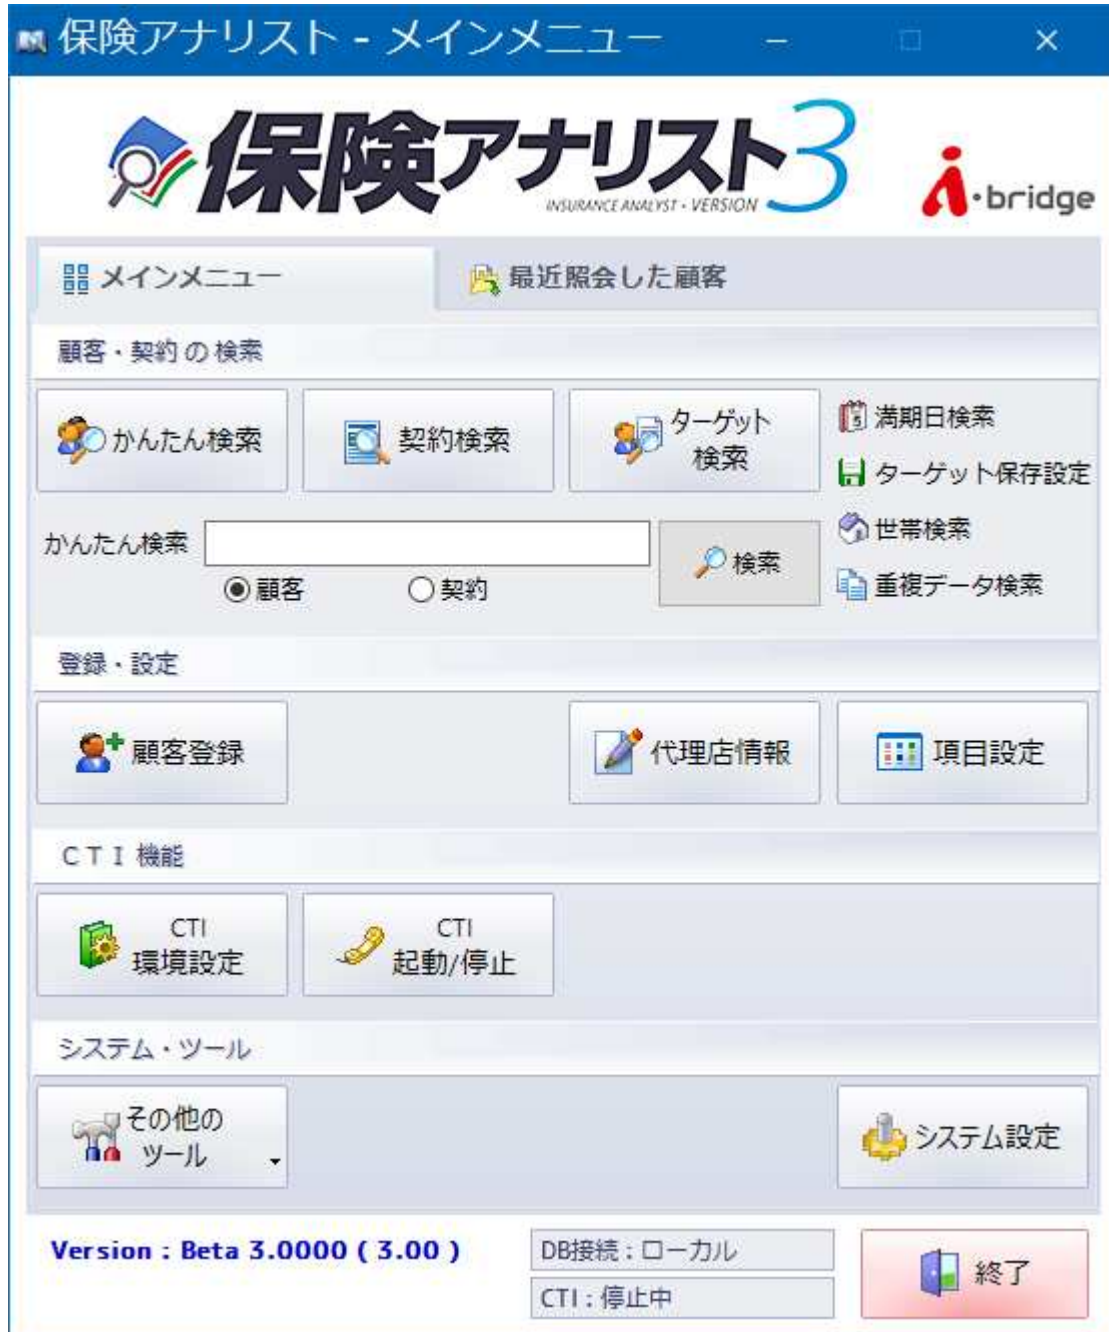 保険アナリスト - メインメニュー
保険アナリスト3
INSURANCE ANALYST・VERSION
i・bridge
メインメニュー
最近照会した顧客
顧客・契約の検索
かんたん検索
契約検索
ターゲット
検索
満期日検索
ターゲット保存設定
世帯検索
重複データ検索
かんたん検索
検索
顧客
契約
登録・設定
顧客登録
代理店情報
項目設定
CTI機能
CTI
環境設定
CTI
起動/停止
システム・ツール
その他の
ツール
システム設定
Version : Beta 3.0000 ( 3.00 )
DB接続：ローカル
CTI：停止中
終了